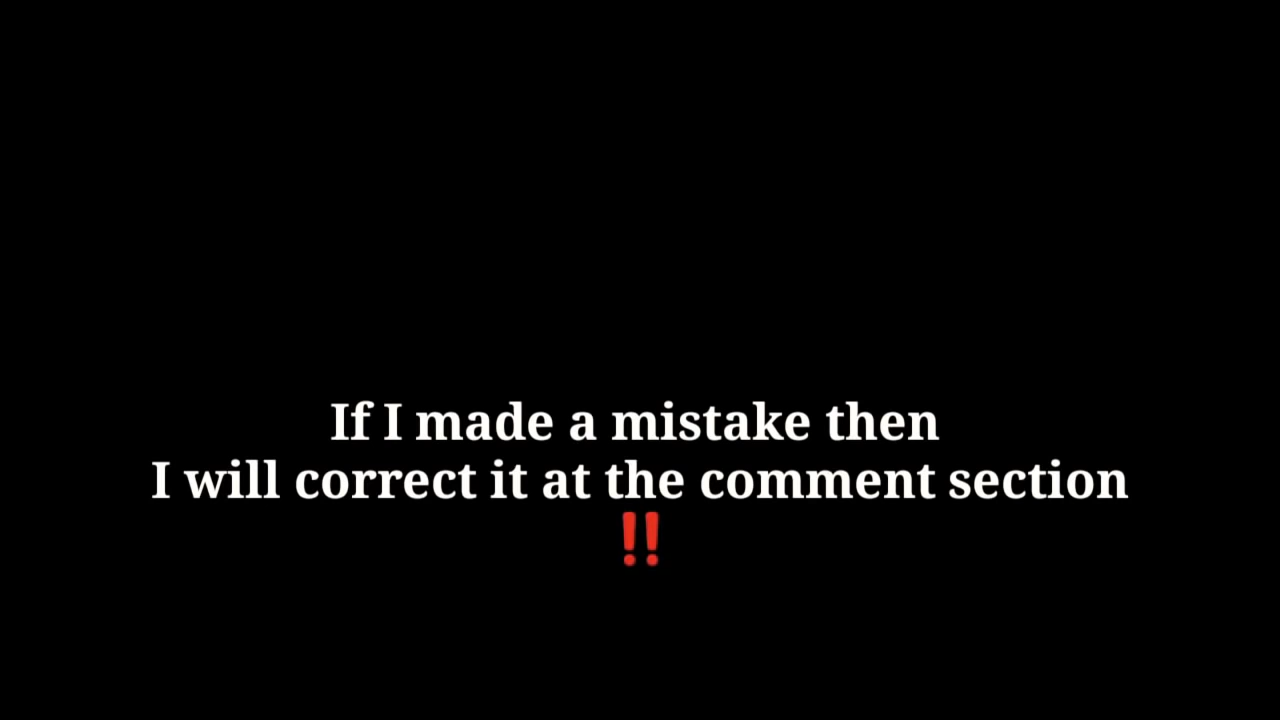 If I made a mistake then
I will correct it at the comment section
‼️